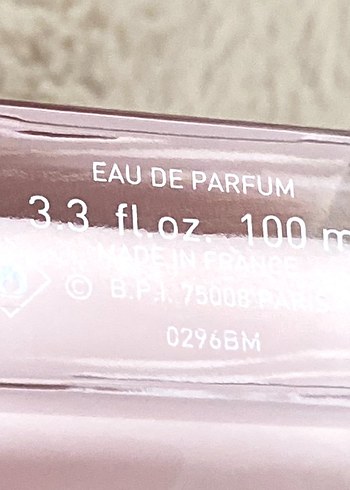 EAU DE PARFUM
3.3 fl.oz. 100 m
MADE IN FRANCE
© B.P.I. 75008 PARIS
0296BM